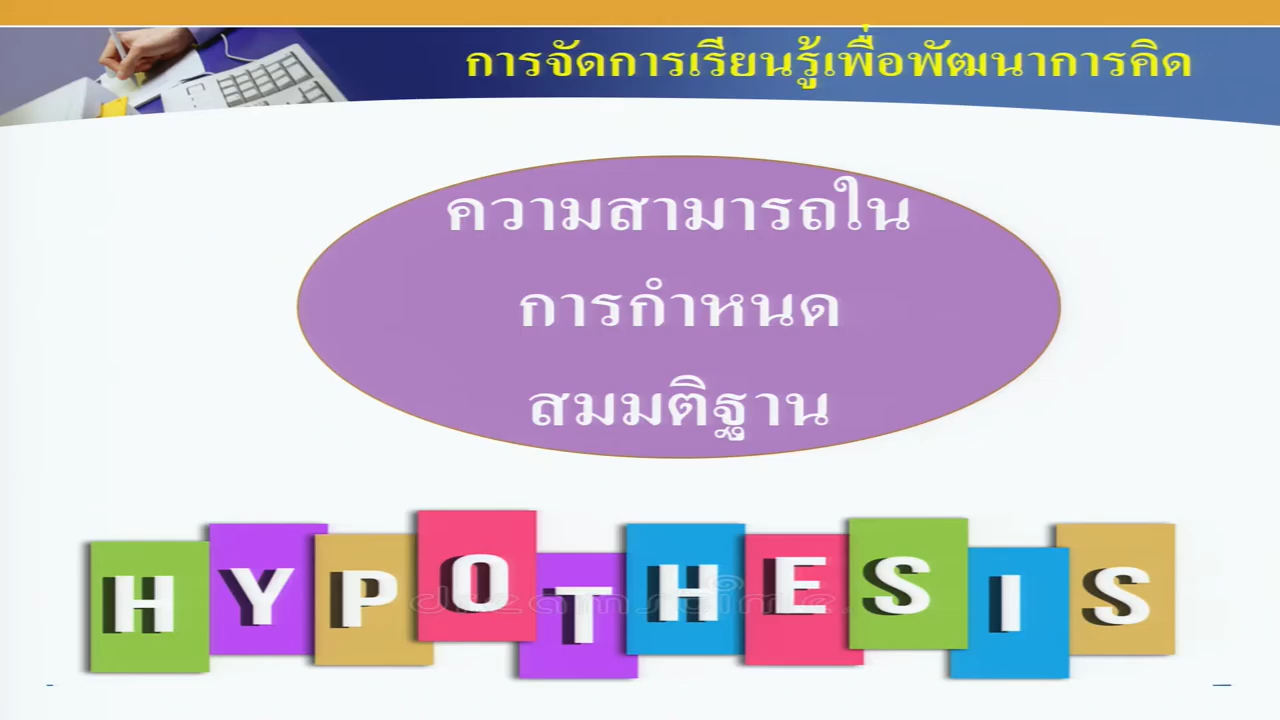 การจัดการเรียนรู้เพื่อพัฒนาการคิด
ความสามารถใน
การกำหนด
สมมติฐาน
HYPOTHESIS
dreamstime.